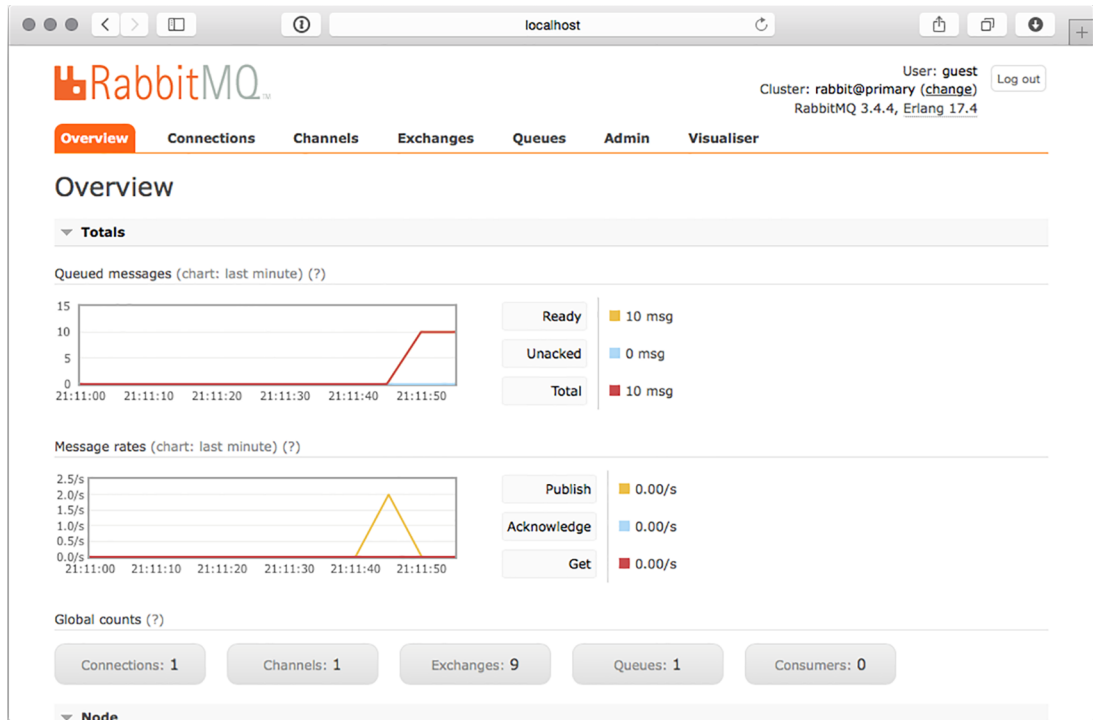 localhost
RabbitMQ™
User: guest
Log out
Cluster: rabbit@primary (change)
RabbitMQ 3.4.4, Erlang 17.4
Overview Connections Channels Exchanges Queues Admin Visualiser
Overview
Totals
Queued messages (chart: last minute) (?)
15
10
5
0
21:11:00 21:11:10 21:11:20 21:11:30 21:11:40 21:11:50
Ready 10 msg
Unacked 0 msg
Total 10 msg
Message rates (chart: last minute) (?)
2.5/s
2.0/s
1.5/s
1.0/s
0.5/s
0.0/s
21:11:00 21:11:10 21:11:20 21:11:30 21:11:40 21:11:50
Publish 0.00/s
Acknowledge 0.00/s
Get 0.00/s
Global counts (?)
Connections: 1 Channels: 1 Exchanges: 9 Queues: 1 Consumers: 0
Node